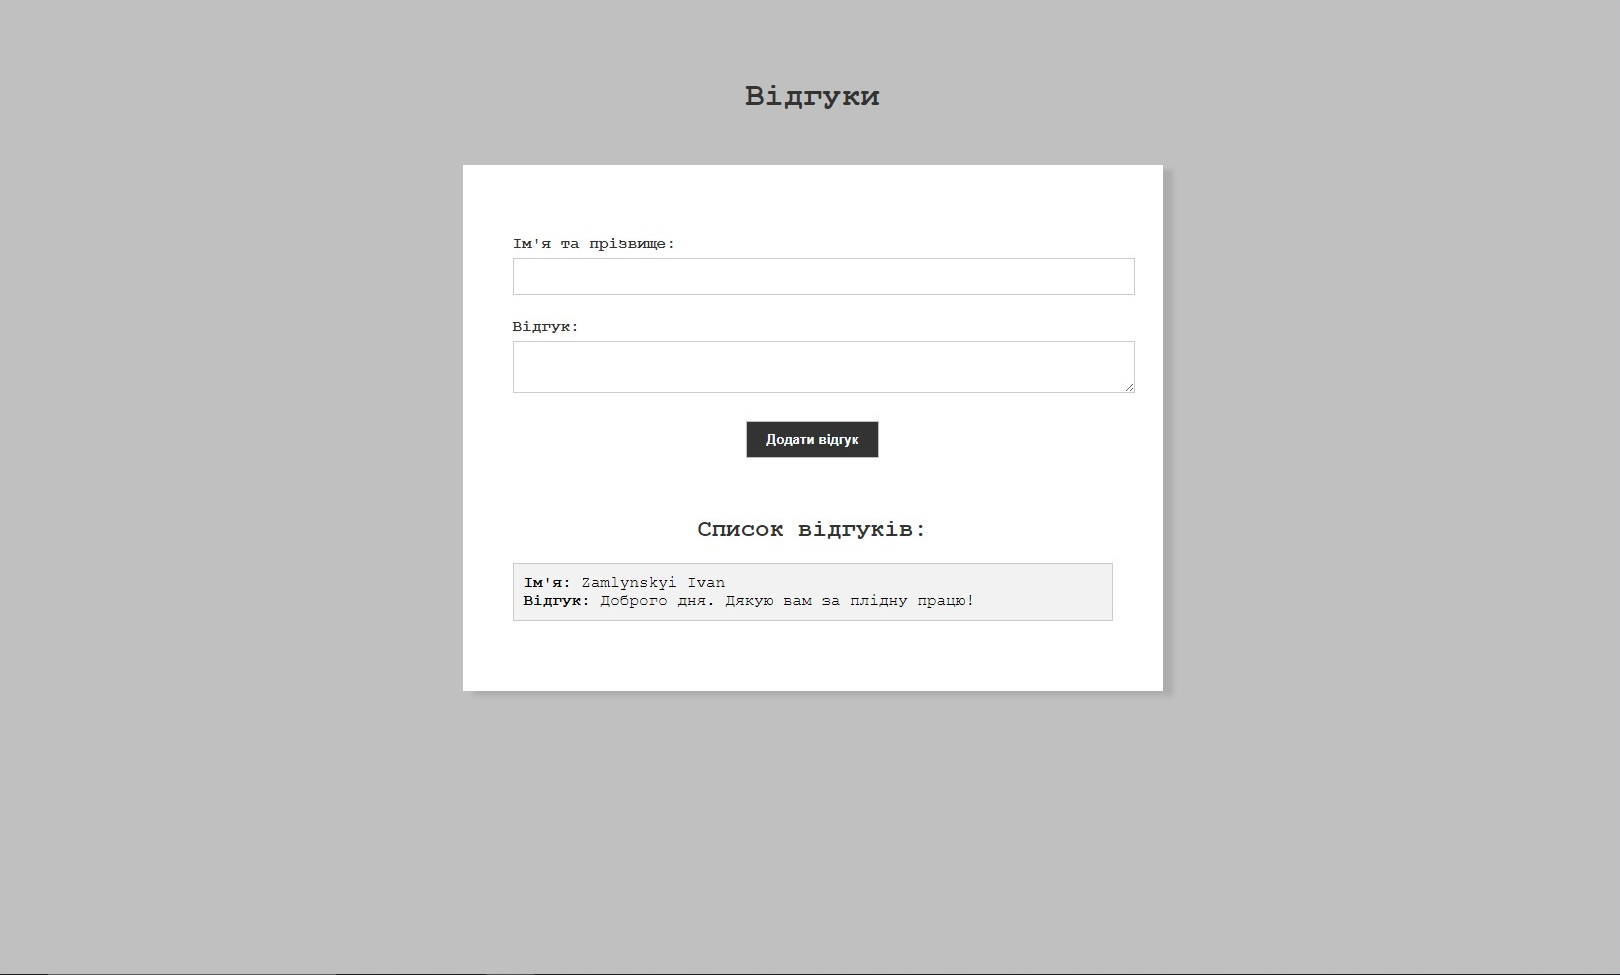 Відгуки
Ім'я та прізвище:
Відгук:
Додати відгук
Список відгуків:
Ім'я: Zamlynskyi Ivan
Відгук: Доброго дня. Дякую вам за плідну працю!